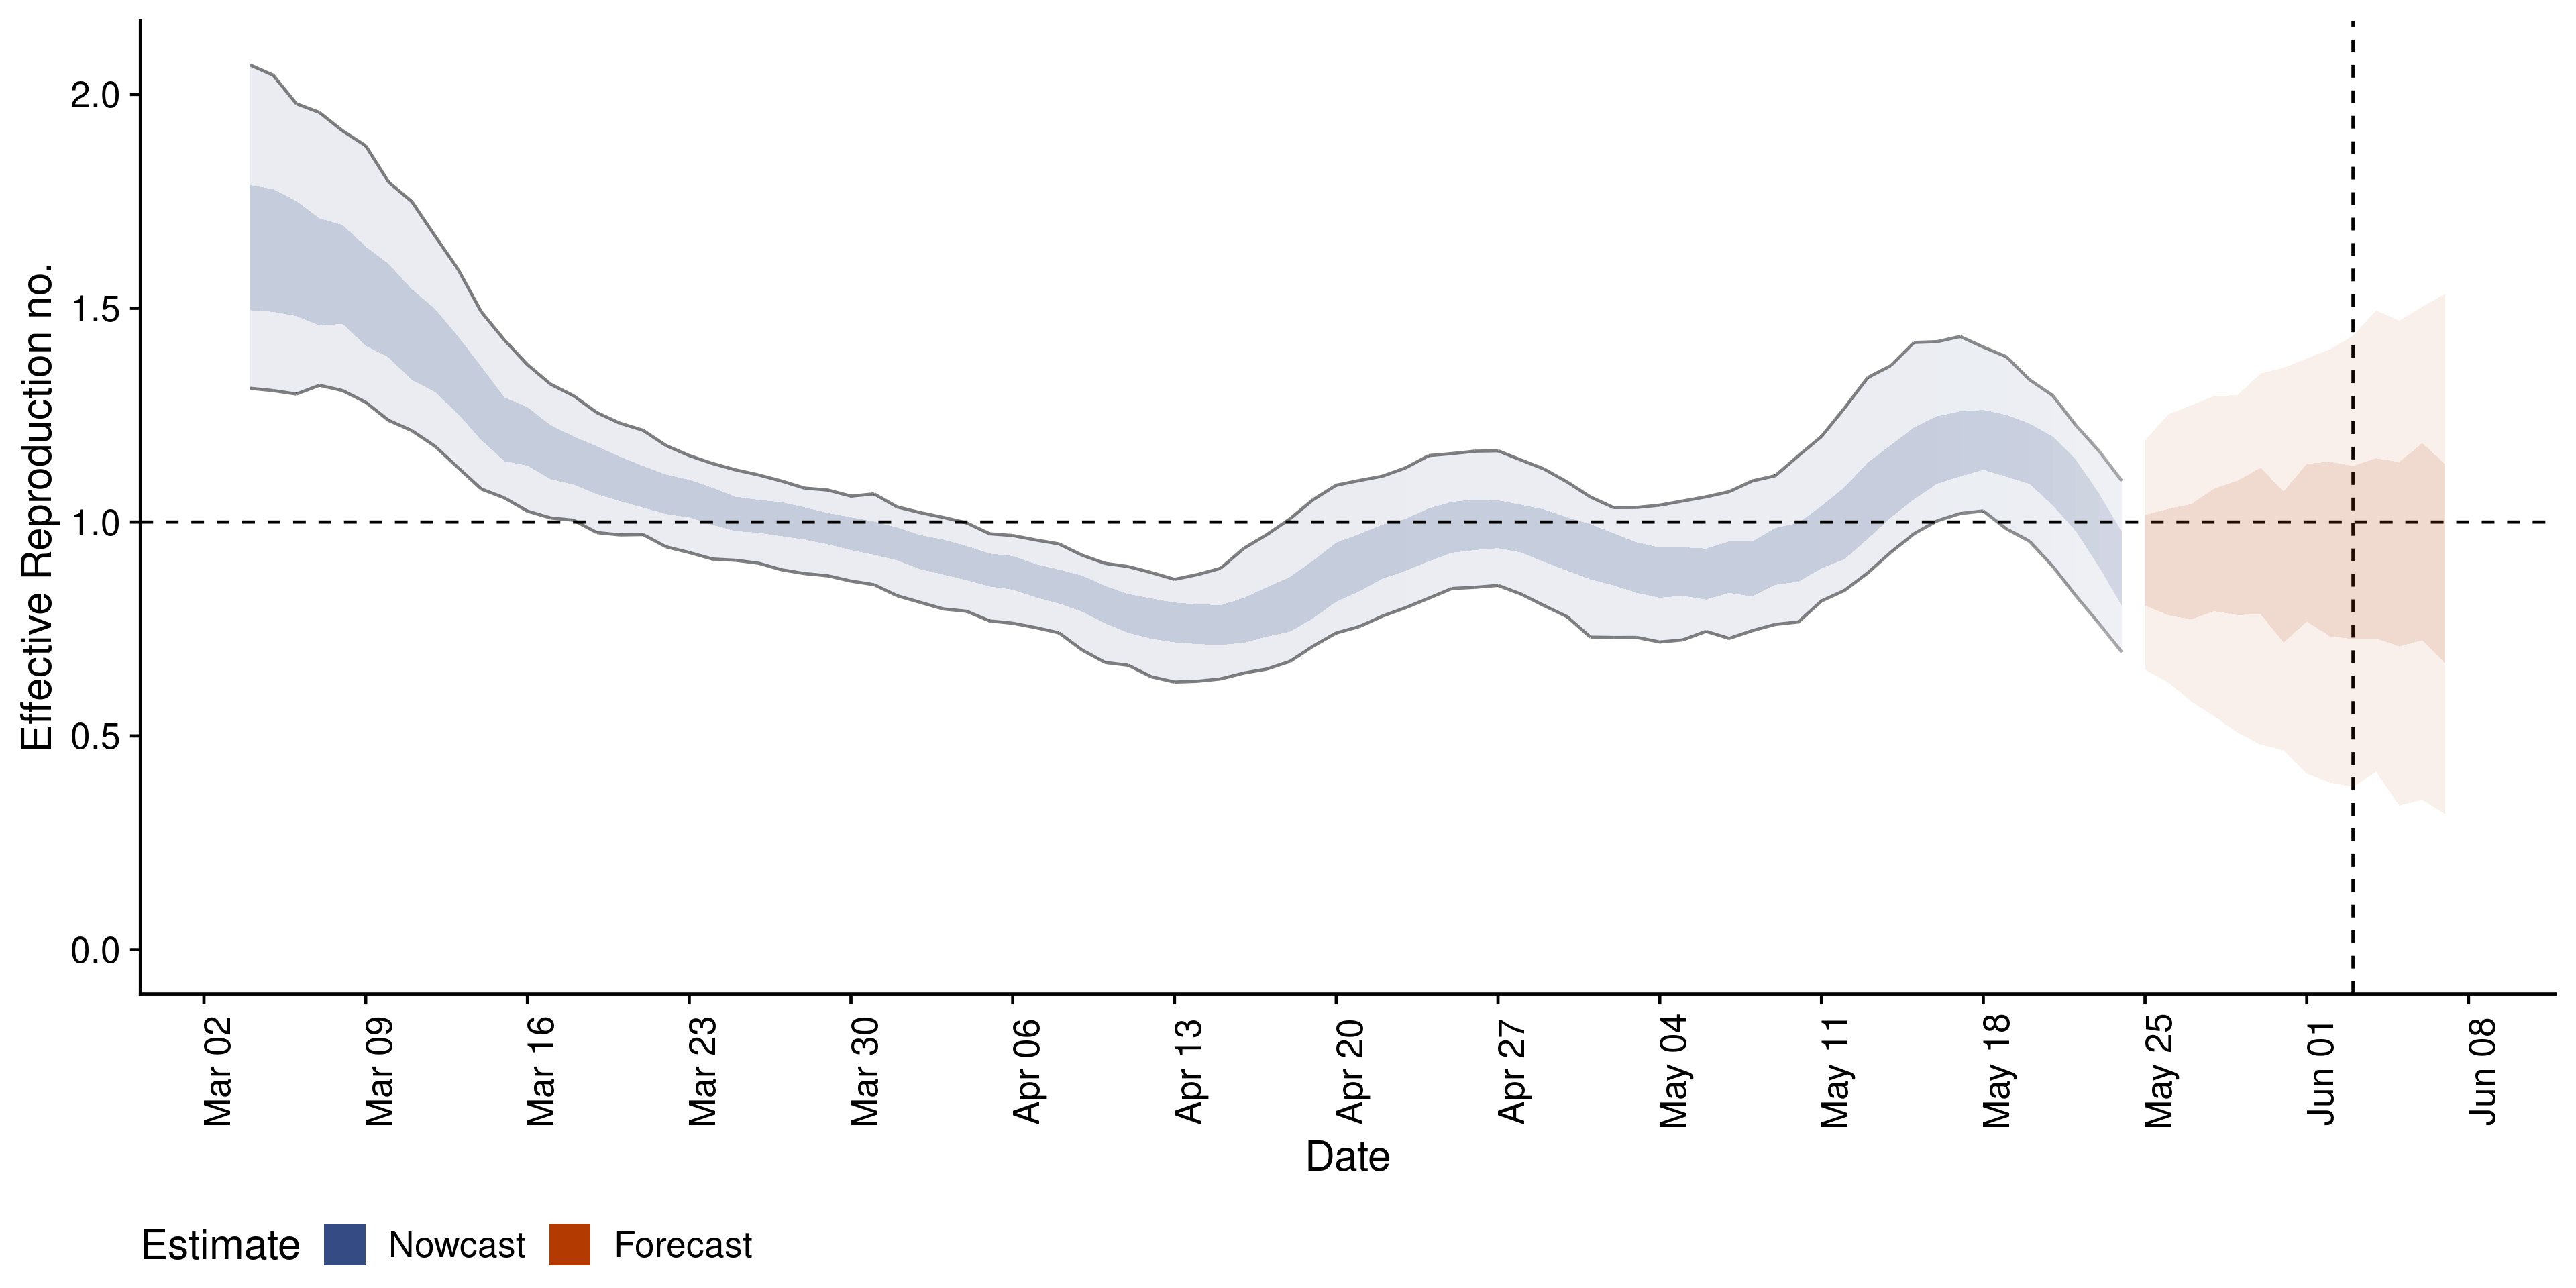 Effective Reproduction no.
2.0
1.5
1.0
0.5
0.0
Mar 02
Mar 09
Mar 16
Mar 23
Mar 30
Apr 06
Apr 13
Apr 20
Apr 27
May 04
May 11
May 18
May 25
Jun 01
Jun 08
Date
Estimate Nowcast Forecast